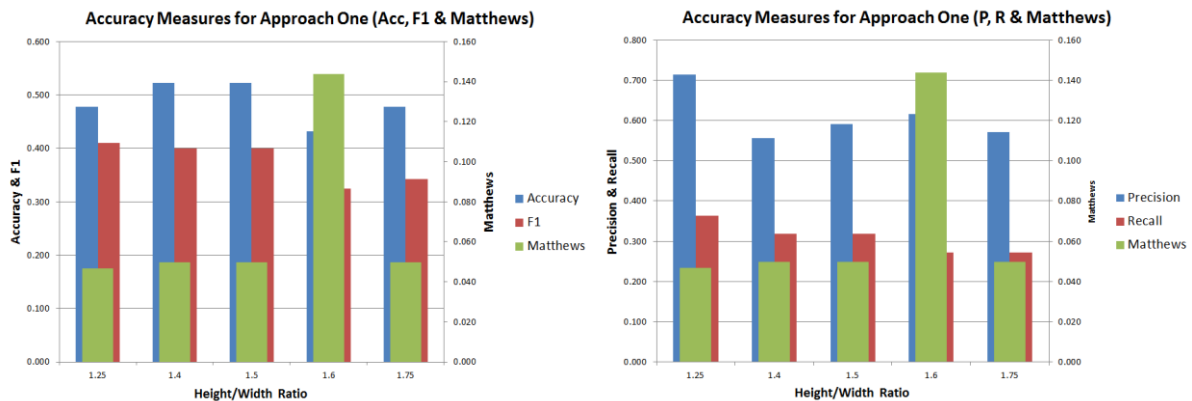 Accuracy Measures for Approach One (Acc, F1 & Matthews)
0.600
0.500
0.400
0.300
0.200
0.100
0.000
Accuracy & F1
0.160
0.140
0.120
0.100
0.080
0.060
0.040
0.020
0.000
Matthews
Accuracy
F1
Matthews
1.25 1.4 1.5 1.6 1.75
Height/Width Ratio
Accuracy Measures for Approach One (P, R & Matthews)
0.800
0.700
0.600
0.500
0.400
0.300
0.200
0.100
0.000
Precision & Recall
0.160
0.140
0.120
0.100
0.080
0.060
0.040
0.020
0.000
Matthews
Precision
Recall
Matthews
1.25 1.4 1.5 1.6 1.75
Height/Width Ratio